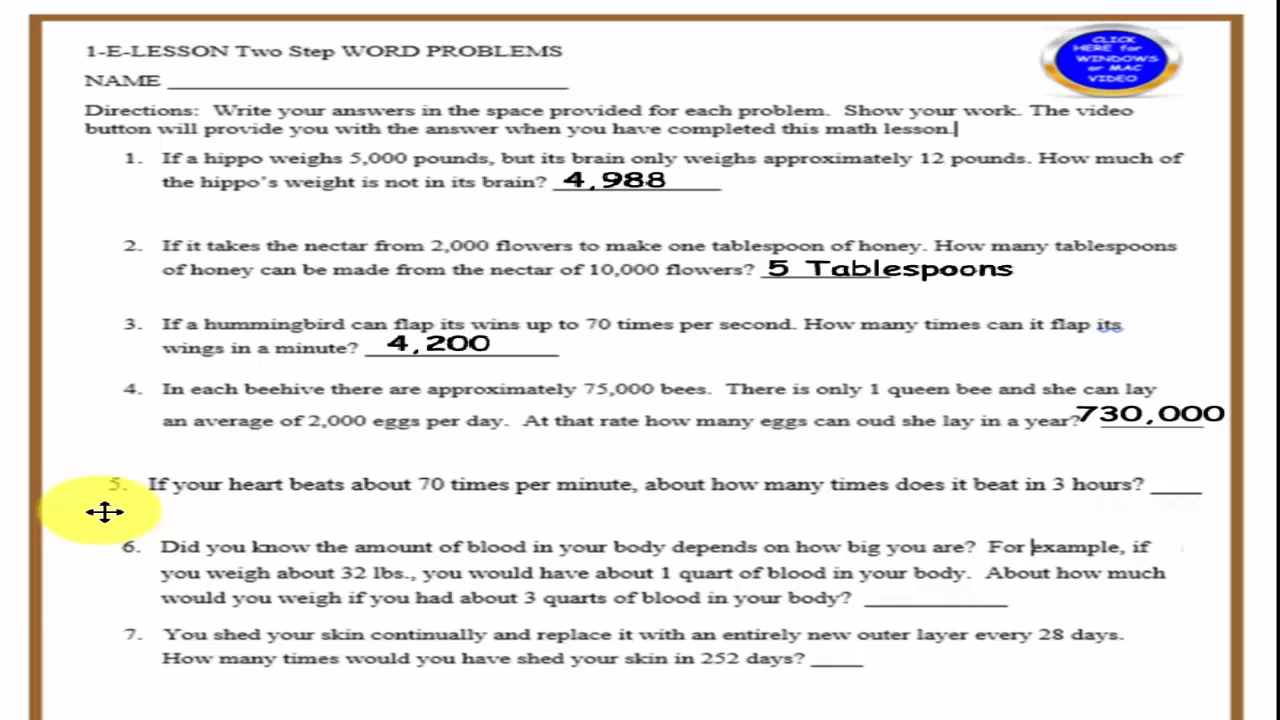 1-E-LESSON Two Step WORD PROBLEMS
NAME
CLICK
HERE for
WINDOWS
or MAC
VIDEO
Directions: Write your answers in the space provided for each problem. Show your work. The video
button will provide you with the answer when you have completed this math lesson.
1. If a hippo weighs 5,000 pounds, but its brain only weighs approximately 12 pounds. How much of
the hippo's weight is not in its brain? 4,988
2. If it takes the nectar from 2,000 flowers to make one tablespoon of honey. How many tablespoons
of honey can be made from the nectar of 10,000 flowers? 5 Tablespoons
3. If a hummingbird can flap its wins up to 70 times per second. How many times can it flap its
wings in a minute? 4,200
4. In each beehive there are approximately 75,000 bees. There is only 1 queen bee and she can lay
an average of 2,000 eggs per day. At that rate how many eggs can oud she lay in a year? 730,000
5. If your heart beats about 70 times per minute, about how many times does it beat in 3 hours?
6. Did you know the amount of blood in your body depends on how big you are? For example, if
you weigh about 32 lbs., you would have about 1 quart of blood in your body. About how much
would you weigh if you had about 3 quarts of blood in your body?
7. You shed your skin continually and replace it with an entirely new outer layer every 28 days.
How many times would you have shed your skin in 252 days?